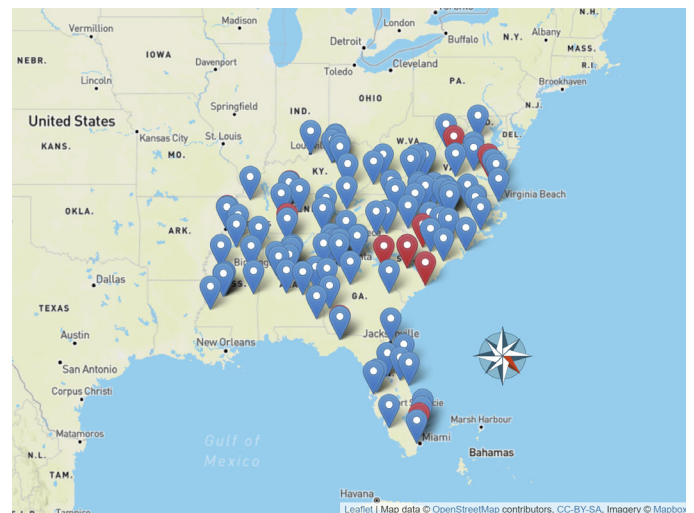 N.H.
Vermillion
Madison
London
Albany
Detroit
Buffalo
N.Y.
MASS.
NEBR.
IOWA
Davenport
Toledo
Cleveland
R.I.
Lincoln
PA.
Brookhaven
OHIO
N.J.
Springfield
IND.
United States
DEL.
Kansas City
St. Louis
W.VA.
KANS.
MO.
KY.
Virginia Beach
OKLA.
ARK.
Dallas
GA.
TEXAS
Austin
New Orleans
San Antonio
Corpus Christi
Marsh Harbour
Matamoros
Gulf of
Mexico
Miami
N.L.
Bahamas
TAM.
Havana
Leaflet | Map data © OpenStreetMap contributors, CC-BY-SA, Imagery © Mapbox